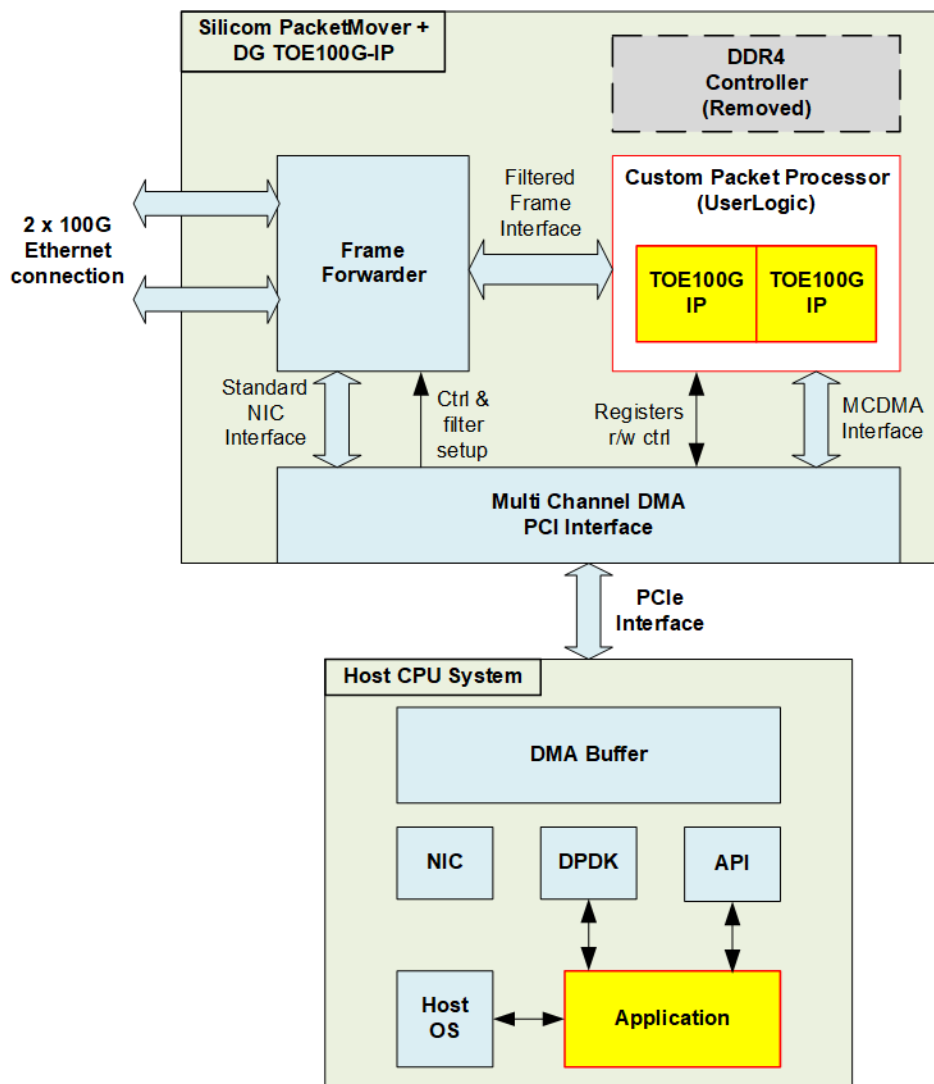 Silicom PacketMover +
DG TOE100G-IP
DDR4
Controller
(Removed)
2 x 100G
Ethernet
connection
Frame
Forwarder
Filtered
Frame
Interface
Custom Packet Processor
(UserLogic)
TOE100G
IP
TOE100G
IP
Standard
NIC
Interface
Ctrl &
filter
setup
Registers
r/w ctrl
MCDMA
Interface
Multi Channel DMA
PCI Interface
PCIe
Interface
Host CPU System
DMA Buffer
NIC
DPDK
API
Host
OS
Application